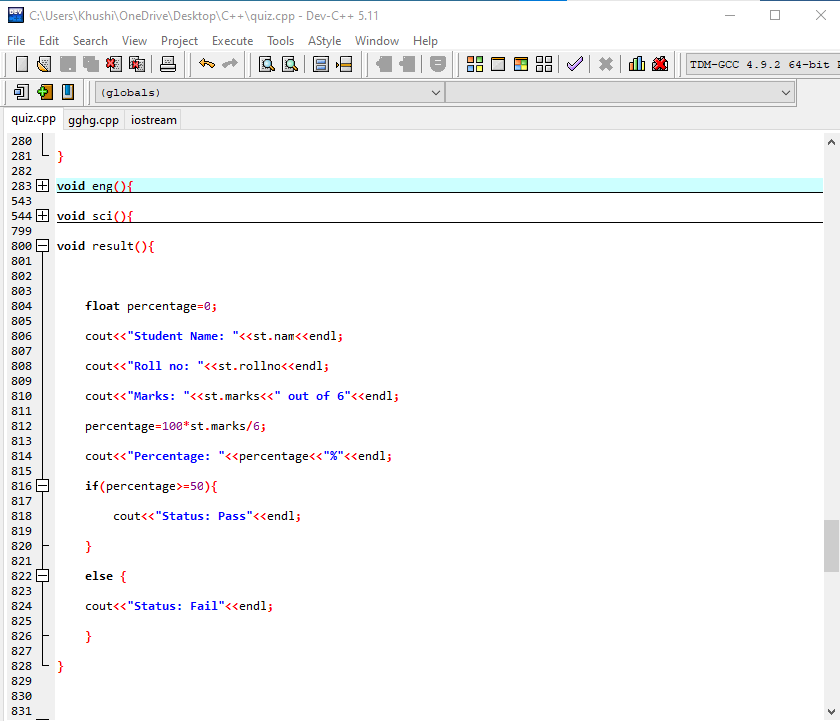 C:\Users\Khushi\OneDrive\Desktop\C++\quiz.cpp - Dev-C++ 5.11
File Edit Search View Project Execute Tools AStyle Window Help
TDM-GCC 4.9.2 64-bit
(globals)
quiz.cpp gghg.cpp iostream
280
281 }
282
283 void eng(){
543
544 void sci(){
799
800 void result(){
801
802
803
804 float percentage=0;
805
806 cout<<"Student Name: "<<st.nam<<endl;
807
808 cout<<"Roll no: "<<st.rollno<<endl;
809
810 cout<<"Marks: "<<st.marks<<" out of 6"<<endl;
811
812 percentage=100*st.marks/6;
813
814 cout<<"Percentage: "<<percentage<<"%"<<endl;
815
816 if(percentage>=50){
817
818 cout<<"Status: Pass"<<endl;
819
820 }
821
822 else {
823
824 cout<<"Status: Fail"<<endl;
825
826 }
827
828 }
829
830
831